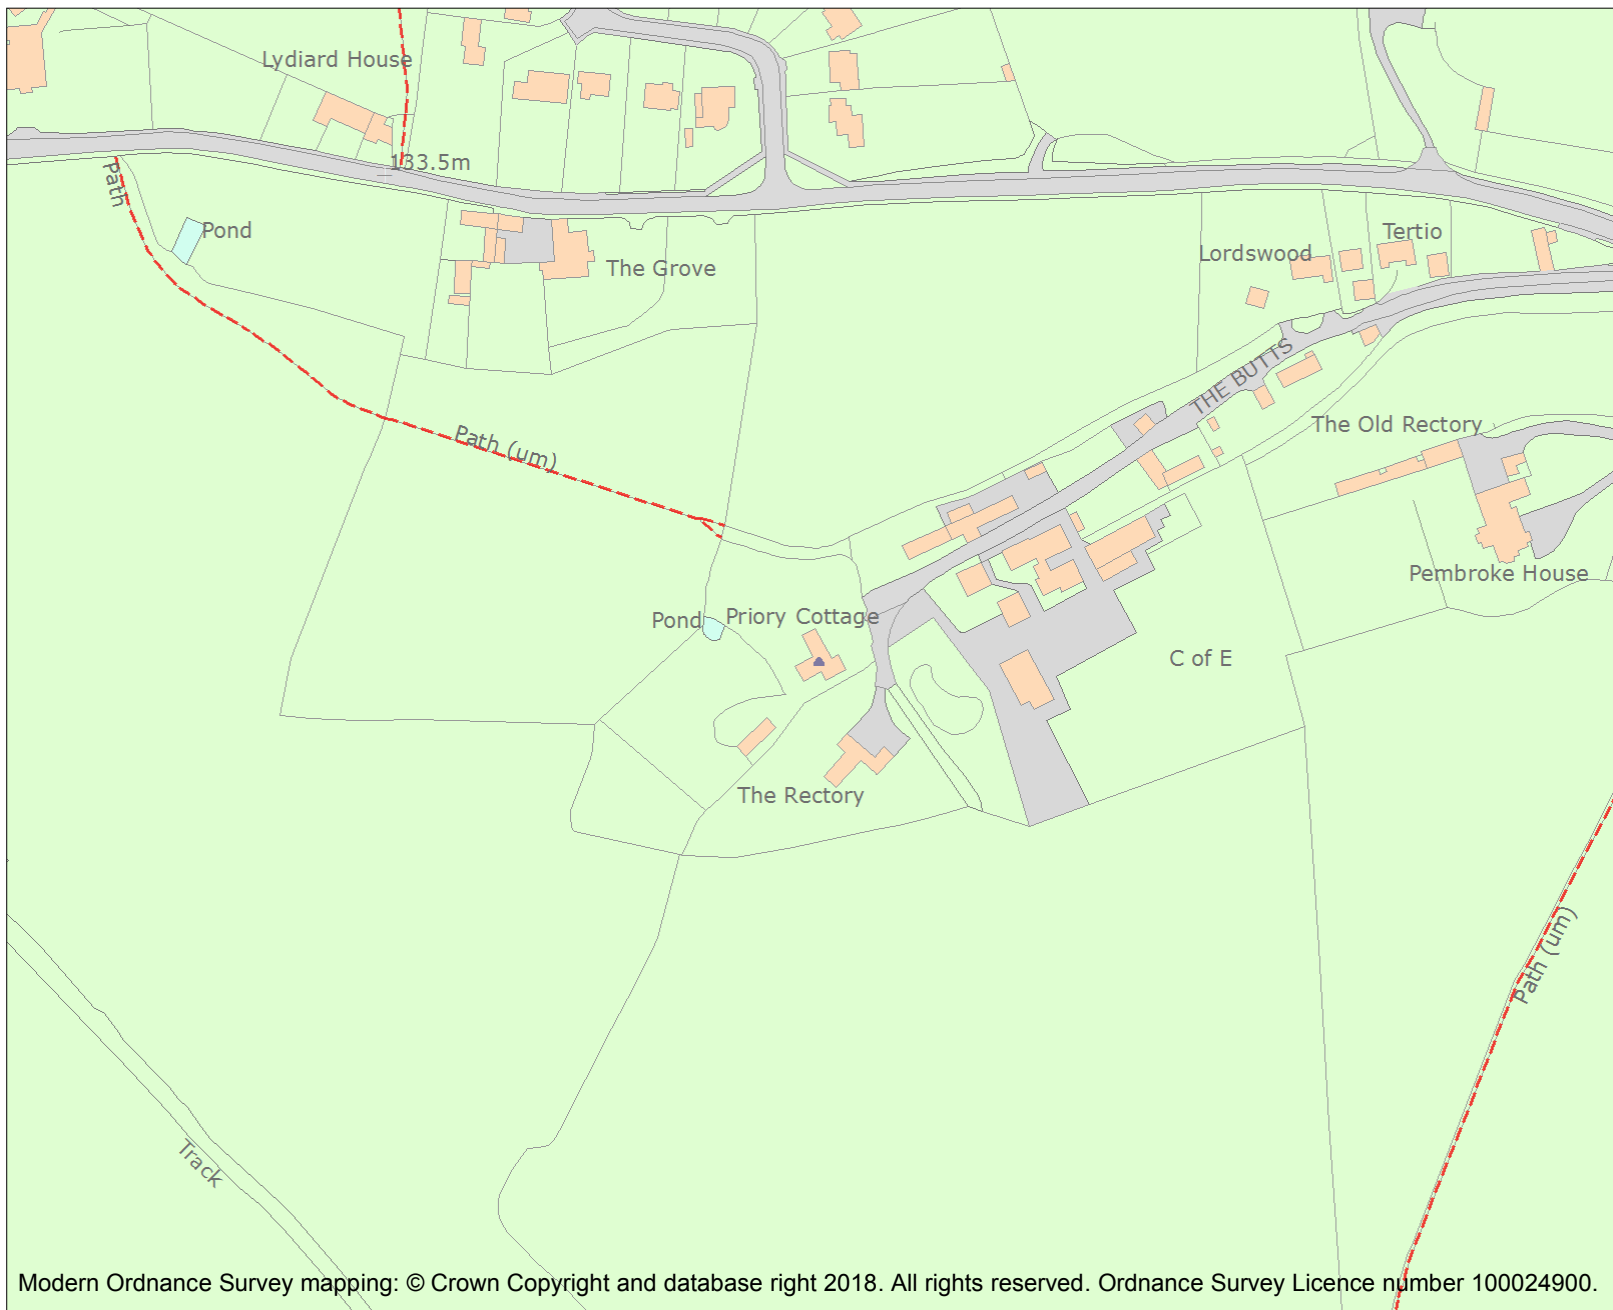 Lydiard House
133.5m
Path
Pond
The Grove
Tertio
Lordswood
THE BUTTS
The Old Rectory
Path (um)
Pembroke House
Pond
Priory Cottage
C of E
The Rectory
Path (um)
Track
Modern Ordnance Survey mapping: © Crown Copyright and database right 2018. All rights reserved. Ordnance Survey Licence number 100024900.